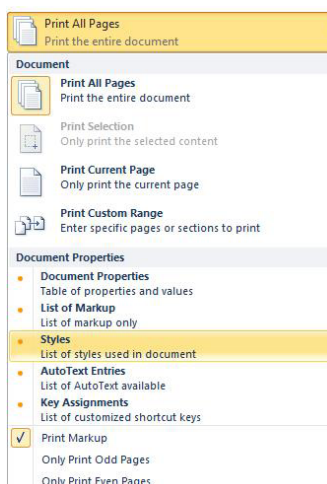 Print All Pages
Print the entire document
Document
Print All Pages
Print the entire document
Print Selection
Only print the selected content
Print Current Page
Only print the current page
Print Custom Range
Enter specific pages or sections to print
Document Properties
Document Properties
Table of properties and values
List of Markup
List of markup only
Styles
List of styles used in document
AutoText Entries
List of AutoText available
Key Assignments
List of customized shortcut keys
Print Markup
Only Print Odd Pages
Only Print Even Pages